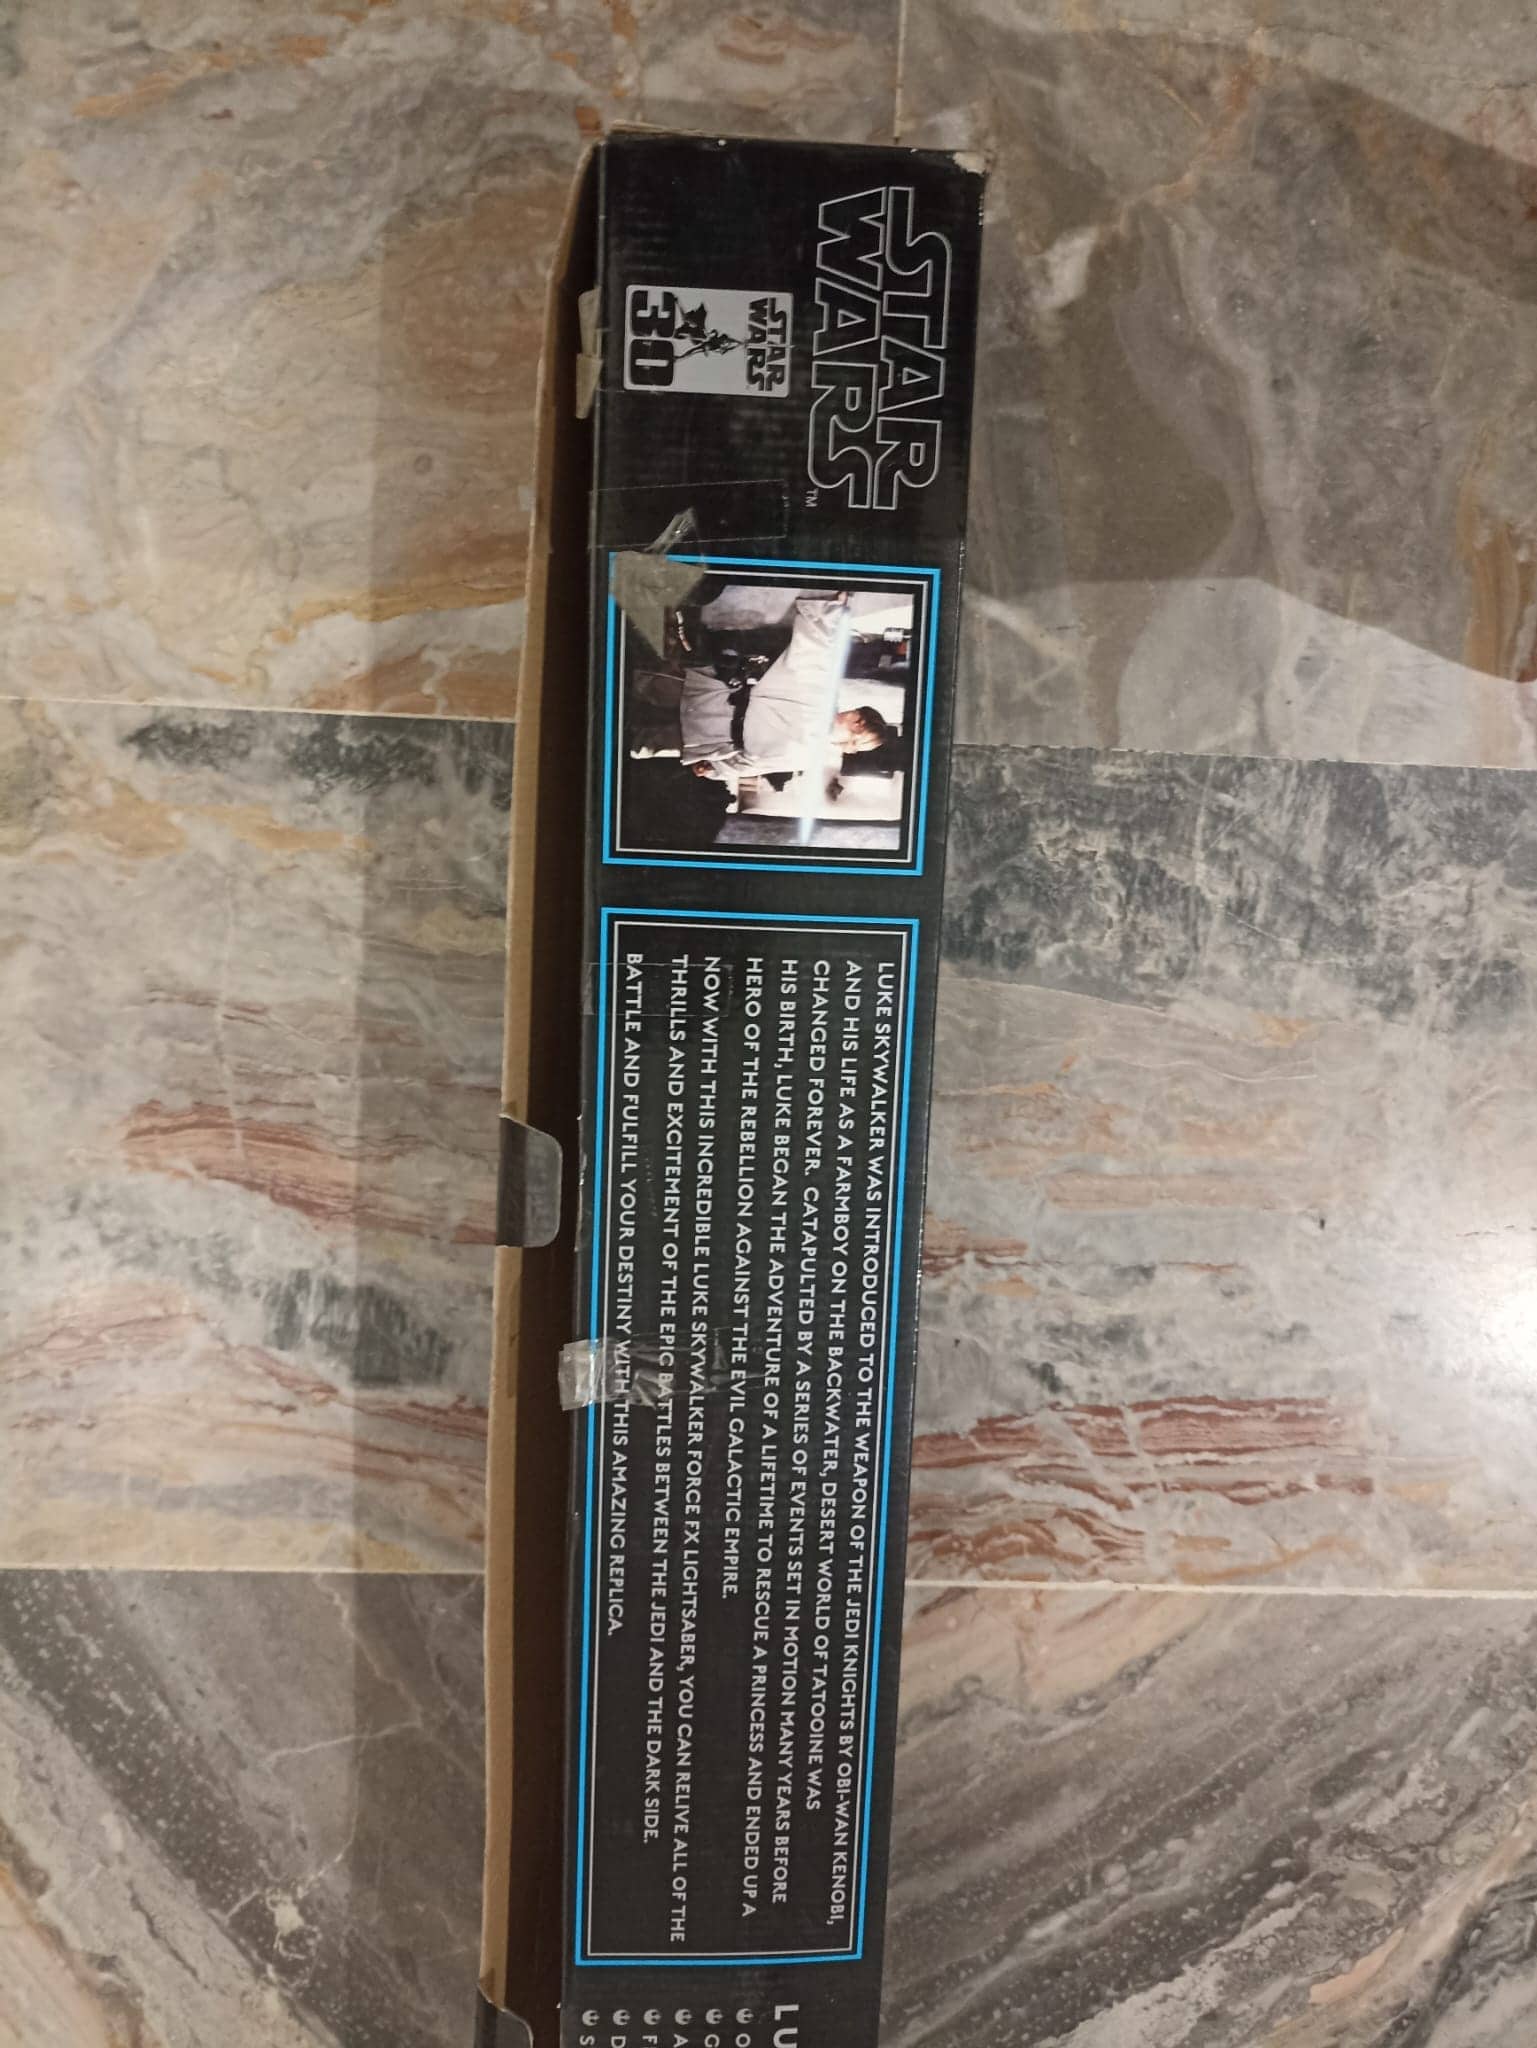 STAR
WARS
TM
STAR
WARS
30
LUKE SKYWALKER WAS INTRODUCED TO THE WEAPON OF THE JEDI KNIGHTS BY OBI-WAN KENOBI,
AND HIS LIFE AS A FARMBOY ON THE BACKWATER, DESERT WORLD OF TATOOINE WAS
CHANGED FOREVER. CATAPULTED BY A SERIES OF EVENTS SET IN MOTION MANY YEARS BEFORE
HIS BIRTH, LUKE BEGAN THE ADVENTURE OF A LIFETIME TO RESCUE A PRINCESS AND ENDED UP A
HERO OF THE REBELLION AGAINST THE EVIL GALACTIC EMPIRE.
NOW WITH THIS INCREDIBLE LUKE SKYWALKER FORCE FX LIGHTSABER, YOU CAN RELIVE ALL OF THE
THRILLS AND EXCITEMENT OF THE EPIC BATTLES BETWEEN THE JEDI AND THE DARK SIDE.
BATTLE AND FULFILL YOUR DESTINY WITH THIS AMAZING REPLICA.
LU
O
G
A
F
D
S